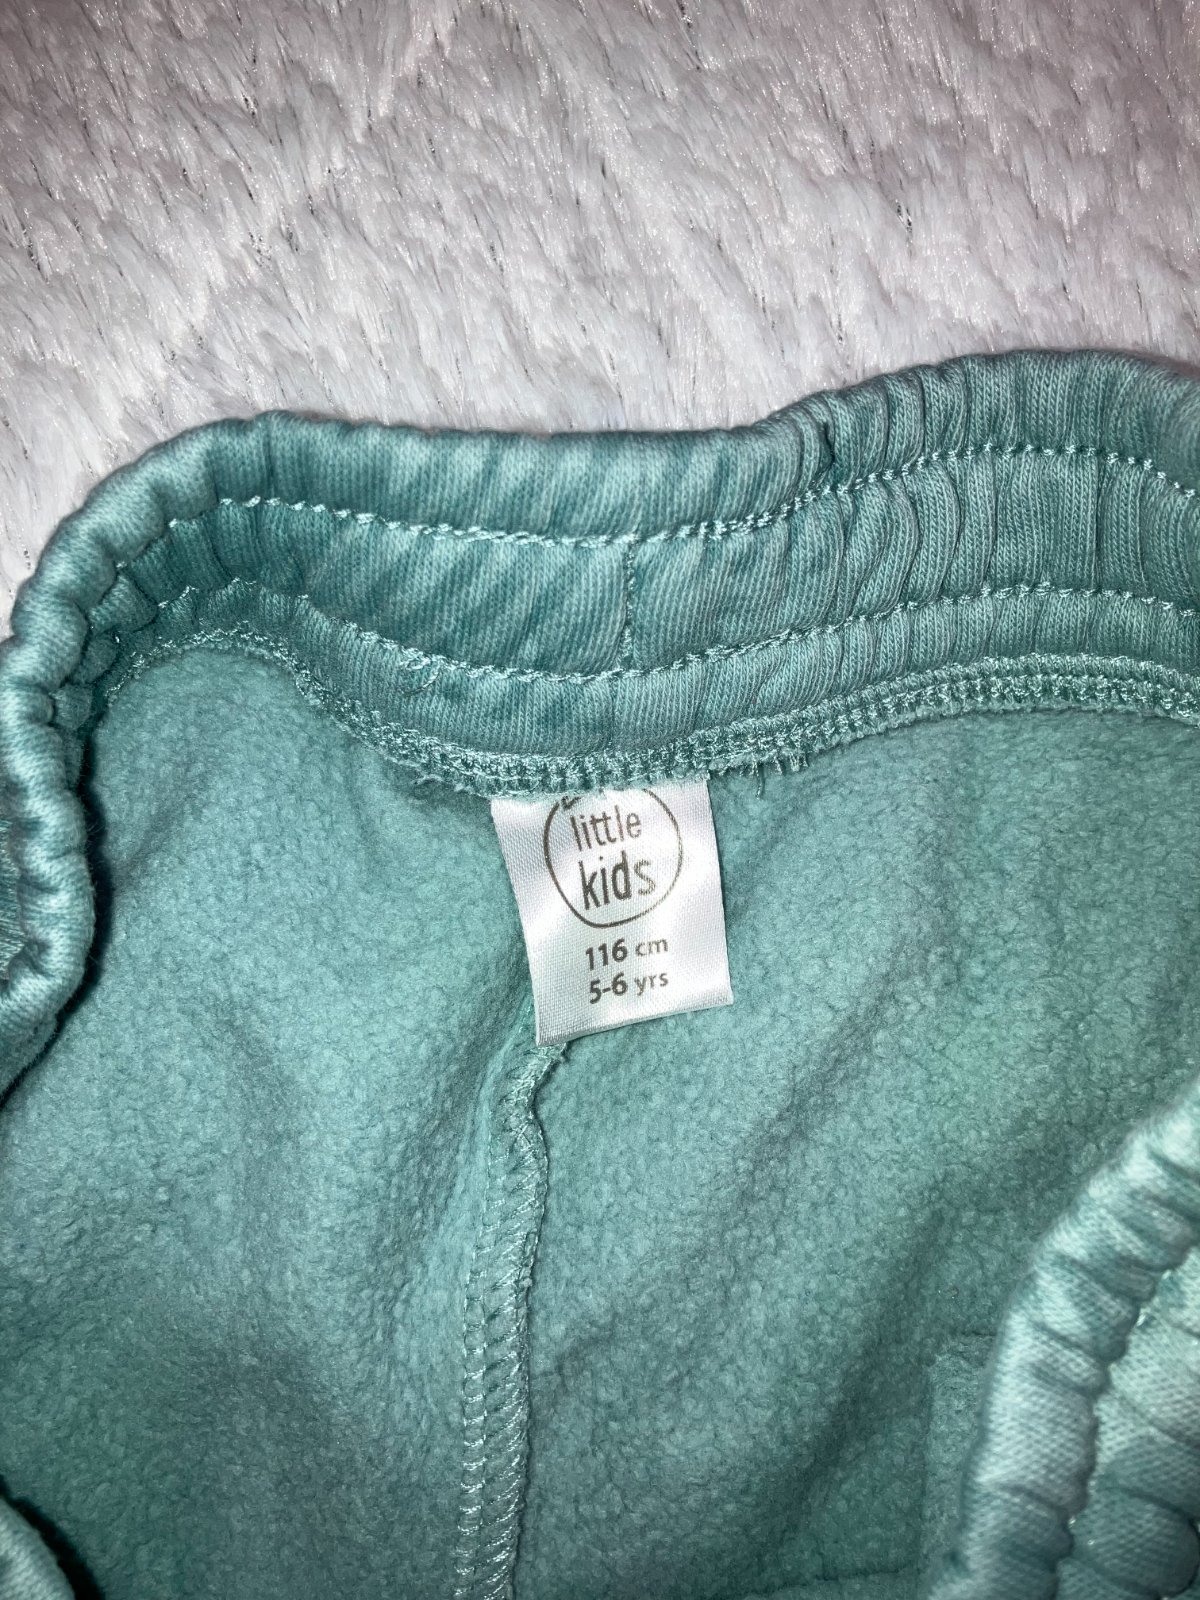 little
kids
116 cm
5-6 yrs